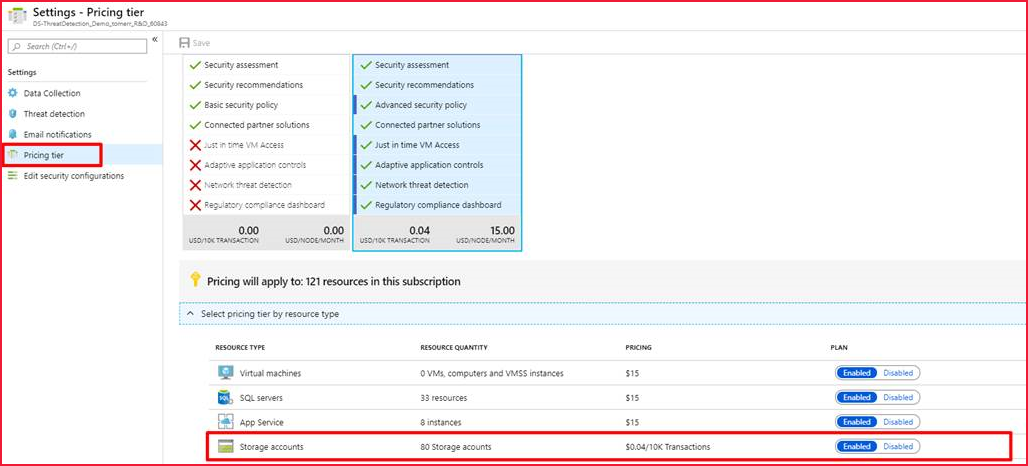 Settings - Pricing tier
DS-ThreatDetection_Demo_tomerr_R&D_60843
Search (Ctrl+/)
«
Save
Settings
Data Collection
Threat detection
Email notifications
Pricing tier
Edit security configurations
Security assessment
Security recommendations
Basic security policy
Connected partner solutions
Just in time VM Access
Adaptive application controls
Network threat detection
Regulatory compliance dashboard
0.00 0.00
USD/10K TRANSACTION USD/NODE/MONTH
Security assessment
Security recommendations
Advanced security policy
Connected partner solutions
Just in time VM Access
Adaptive application controls
Network threat detection
Regulatory compliance dashboard
0.04 15.00
USD/10K TRANSACTION USD/NODE/MONTH
Pricing will apply to: 121 resources in this subscription
Select pricing tier by resource type
RESOURCE TYPE RESOURCE QUANTITY PRICING PLAN
Virtual machines 0 VMs, computers and VMSS instances $15 Enabled Disabled
SQL servers 33 resources $15 Enabled Disabled
App Service 8 instances $15 Enabled Disabled
Storage accounts 80 Storage accounts $0.04/10K Transactions Enabled Disabled